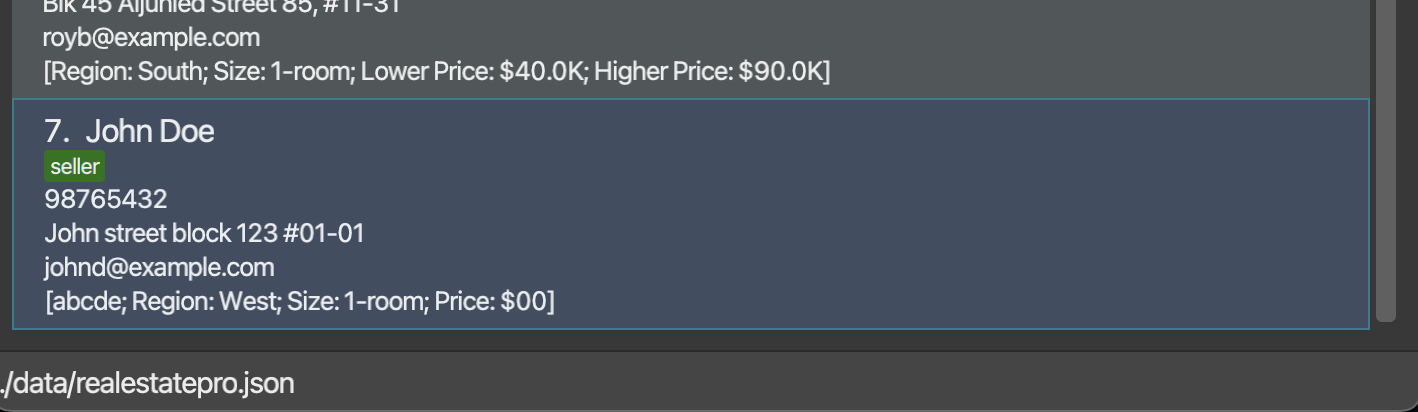 Blk 45 Aljunied Street 85, #11-31
royb@example.com
[Region: South; Size: 1-room; Lower Price: $40.0K; Higher Price: $90.0K]
7. John Doe
seller
98765432
John street block 123 #01-01
johnd@example.com
[abcde; Region: West; Size: 1-room; Price: $00]
./data/realestatepro.json